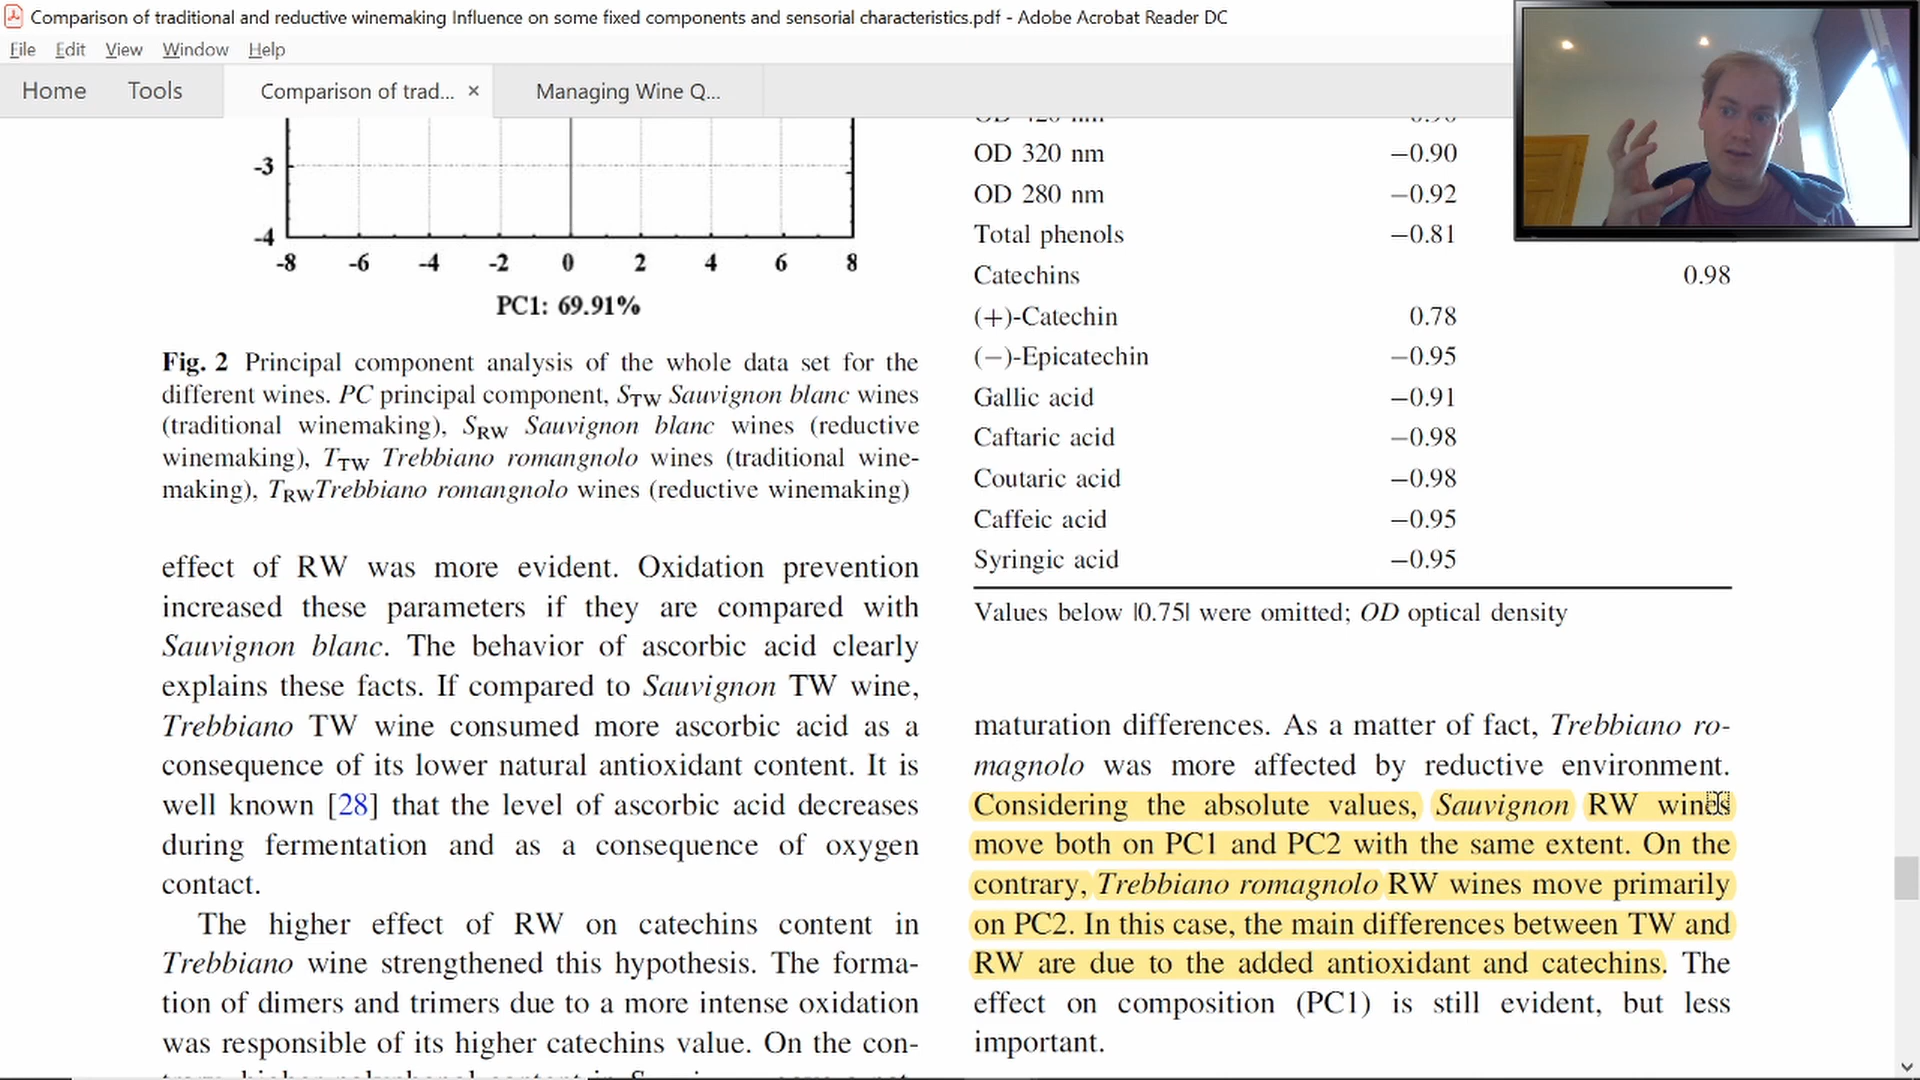 Comparison of traditional and reductive winemaking Influence on some fixed components and sensorial characteristics.pdf - Adobe Acrobat Reader DC
File Edit View Window Help
Home Tools Comparison of trad... × Managing Wine Q...
-3
-4
-8 -6 -4 -2 0 2 4 6 8
PC1: 69.91%
Fig. 2 Principal component analysis of the whole data set for the
different wines. PC principal component, STW Sauvignon blanc wines
(traditional winemaking), SRW Sauvignon blanc wines (reductive
winemaking), TTW Trebbiano romangnolo wines (traditional wine-
making), TRWTrebbiano romangnolo wines (reductive winemaking)
effect of RW was more evident. Oxidation prevention
increased these parameters if they are compared with
Sauvignon blanc. The behavior of ascorbic acid clearly
explains these facts. If compared to Sauvignon TW wine,
Trebbiano TW wine consumed more ascorbic acid as a
consequence of its lower natural antioxidant content. It is
well known [28] that the level of ascorbic acid decreases
during fermentation and as a consequence of oxygen
contact.
The higher effect of RW on catechins content in
Trebbiano wine strengthened this hypothesis. The forma-
tion of dimers and trimers due to a more intense oxidation
was responsible of its higher catechins value. On the con-
OD 320 nm −0.90
OD 280 nm −0.92
Total phenols −0.81
Catechins 0.98
(+)-Catechin 0.78
(−)-Epicatechin −0.95
Gallic acid −0.91
Caftaric acid −0.98
Coutaric acid −0.98
Caffeic acid −0.95
Syringic acid −0.95
Values below |0.75| were omitted; OD optical density
maturation differences. As a matter of fact, Trebbiano ro-
magnolo was more affected by reductive environment.
Considering the absolute values, Sauvignon RW wines
move both on PC1 and PC2 with the same extent. On the
contrary, Trebbiano romagnolo RW wines move primarily
on PC2. In this case, the main differences between TW and
RW are due to the added antioxidant and catechins. The
effect on composition (PC1) is still evident, but less
important.